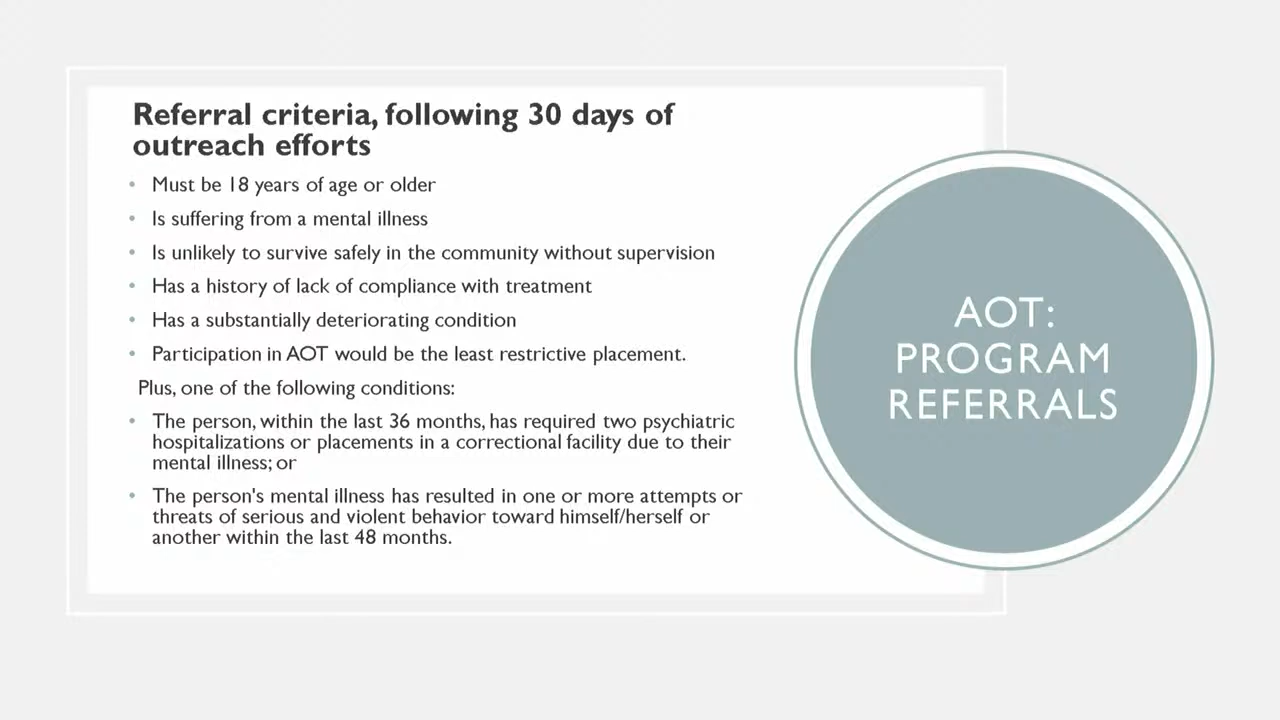 Referral criteria, following 30 days of
outreach efforts
• Must be 18 years of age or older
• Is suffering from a mental illness
• Is unlikely to survive safely in the community without supervision
• Has a history of lack of compliance with treatment
• Has a substantially deteriorating condition
• Participation in AOT would be the least restrictive placement.
Plus, one of the following conditions:
• The person, within the last 36 months, has required two psychiatric
hospitalizations or placements in a correctional facility due to their
mental illness; or
• The person's mental illness has resulted in one or more attempts or
threats of serious and violent behavior toward himself/herself or
another within the last 48 months.
AOT:
PROGRAM
REFERRALS